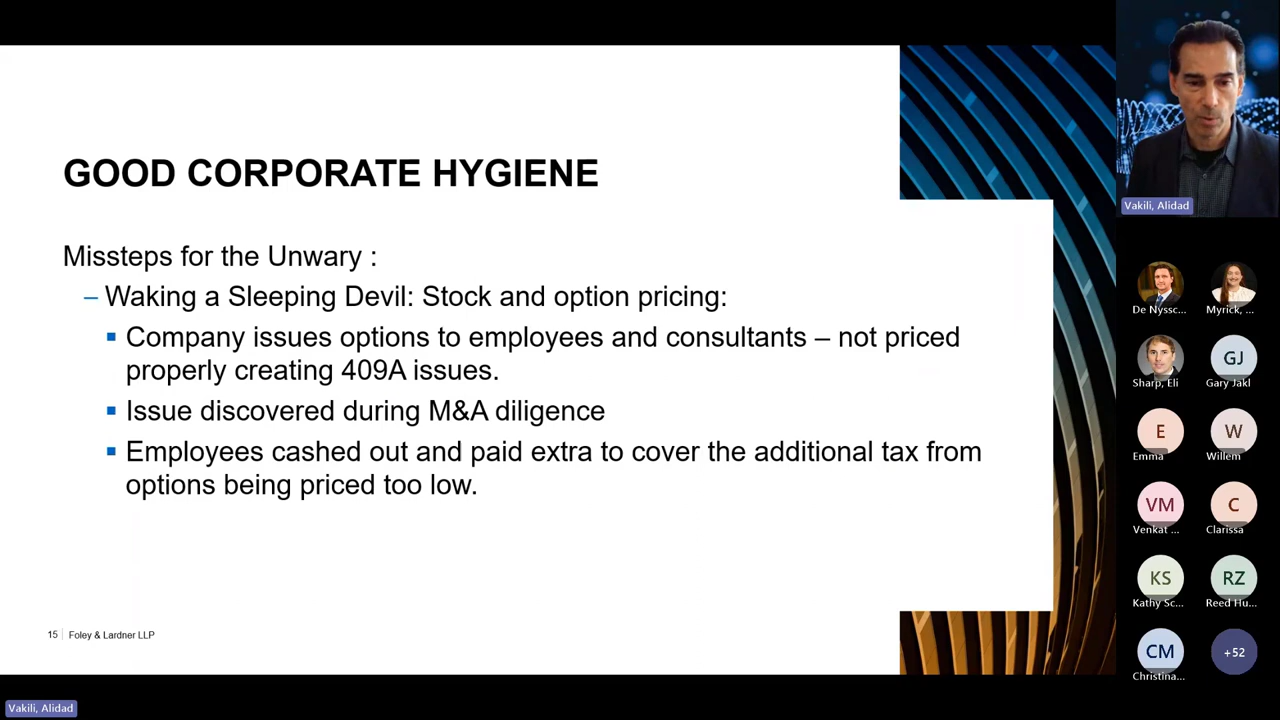 GOOD CORPORATE HYGIENE
Missteps for the Unwary :
– Waking a Sleeping Devil: Stock and option pricing:
▪ Company issues options to employees and consultants – not priced
properly creating 409A issues.
▪ Issue discovered during M&A diligence
▪ Employees cashed out and paid extra to cover the additional tax from
options being priced too low.
15 Foley & Lardner LLP
Vakili, Alidad
De Nyssc...
Myrick, ...
Sharp, Eli
GJ
Gary Jakl
E
Emma
W
Willem
VM
Venkat ...
C
Clarissa
KS
Kathy Sc...
RZ
Reed Hu...
CM
Christina...
+52
Vakili, Alidad